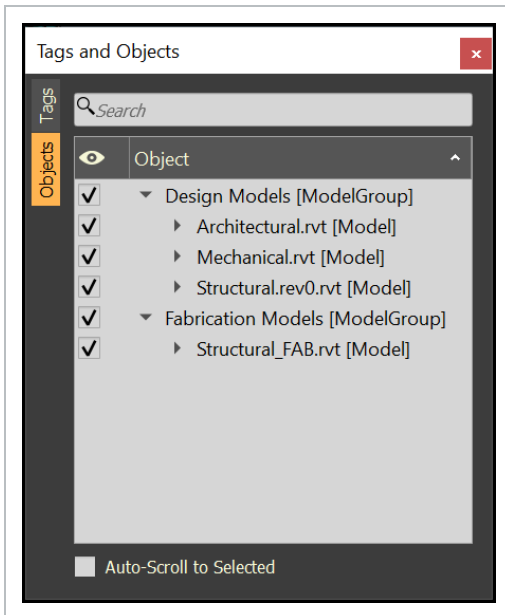 Tags and Objects
Tags
Objects
Search
Object
Design Models [ModelGroup]
Architectural.rvt [Model]
Mechanical.rvt [Model]
Structural.rev0.rvt [Model]
Fabrication Models [ModelGroup]
Structural_FAB.rvt [Model]
Auto-Scroll to Selected